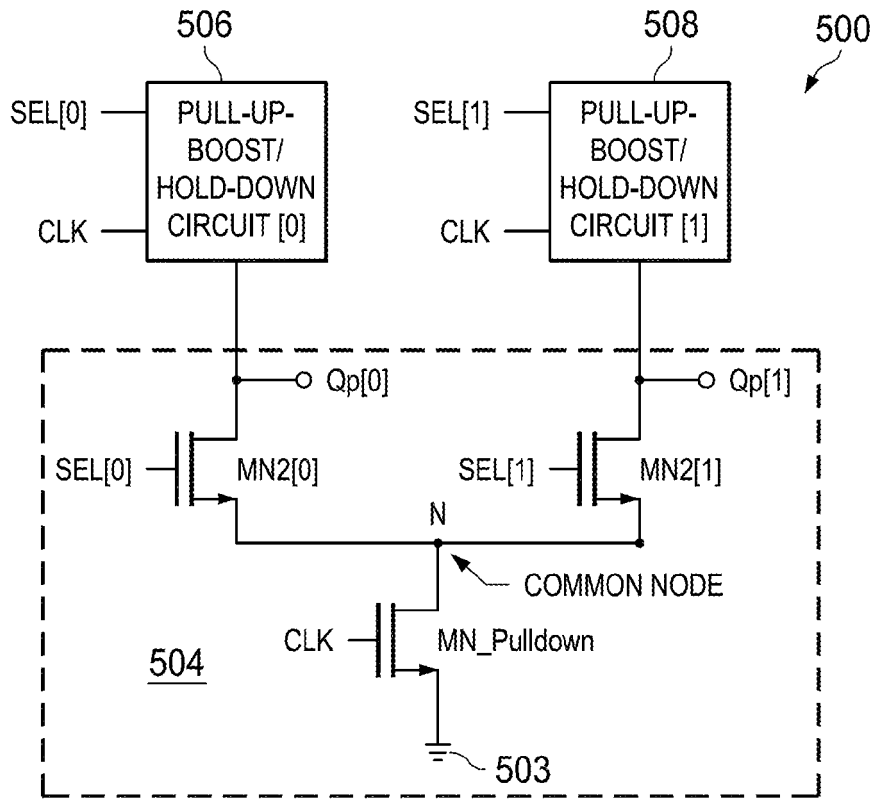 506
508
500
SEL[0]
PULL-UP-
BOOST/
HOLD-DOWN
CIRCUIT [0]
CLK
SEL[1]
PULL-UP-
BOOST/
HOLD-DOWN
CIRCUIT [1]
CLK
Qp[0]
Qp[1]
SEL[0]
MN2[0]
SEL[1]
MN2[1]
N
COMMON NODE
CLK
MN_Pulldown
504
503